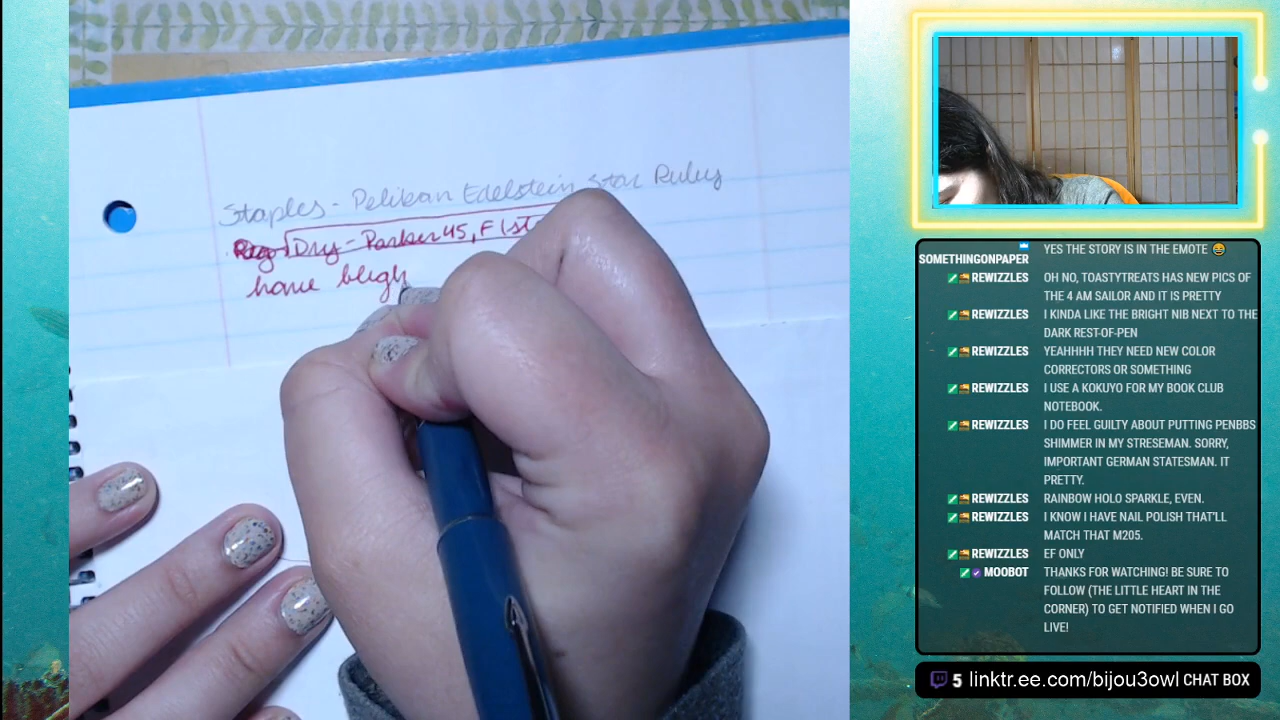 Staples - Pelikan Edelstein Star Ruby
Dry - Parker 45, F (st
have bligh
SOMETHINGONPAPER YES THE STORY IS IN THE EMOTE 😄
REWIZZLES OH NO, TOASTYTREATS HAS NEW PICS OF
THE 4 AM SAILOR AND IT IS PRETTY
REWIZZLES I KINDA LIKE THE BRIGHT NIB NEXT TO THE
DARK REST-OF-PEN
REWIZZLES YEAHHHH THEY NEED NEW COLOR
CORRECTORS OR SOMETHING
REWIZZLES I USE A KOKUYO FOR MY BOOK CLUB
NOTEBOOK.
REWIZZLES I DO FEEL GUILTY ABOUT PUTTING PENBBS
SHIMMER IN MY STRESEMAN. SORRY,
IMPORTANT GERMAN STATESMAN. IT
PRETTY.
REWIZZLES RAINBOW HOLO SPARKLE, EVEN.
REWIZZLES I KNOW I HAVE NAIL POLISH THAT'LL
MATCH THAT M205.
REWIZZLES EF ONLY
MOOBOT THANKS FOR WATCHING! BE SURE TO
FOLLOW (THE LITTLE HEART IN THE
CORNER) TO GET NOTIFIED WHEN I GO
LIVE!
5 linktr.ee.com/bijou3owl CHAT BOX